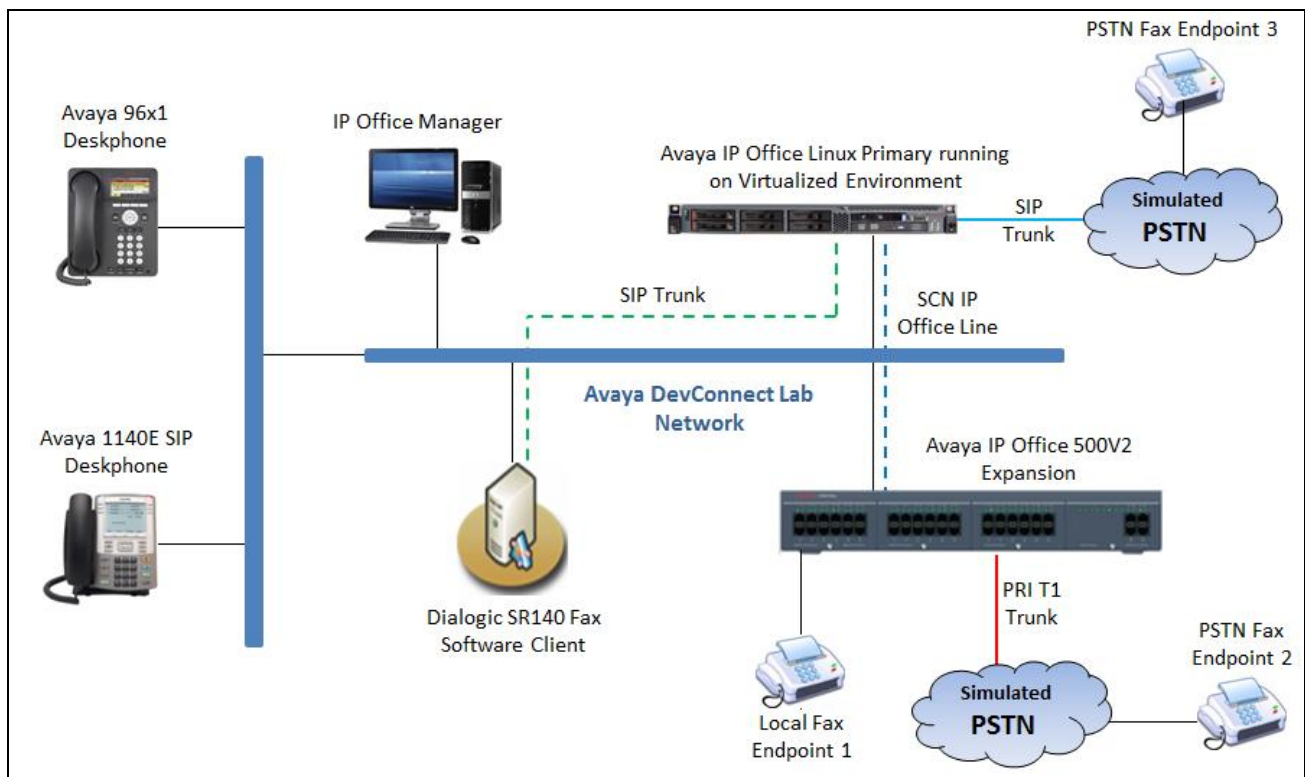 PSTN Fax Endpoint 3
Avaya 96x1
Deskphone
IP Office Manager
Avaya IP Office Linux Primary running
on Virtualized Environment
SIP
Trunk
Simulated
PSTN
SIP Trunk
SCN IP
Office Line
Avaya DevConnect Lab
Network
Avaya 1140E SIP
Deskphone
Avaya IP Office 500V2
Expansion
Dialogic SR140 Fax
Software Client
PRI T1
Trunk
PSTN Fax
Endpoint 2
Local Fax
Endpoint 1
Simulated
PSTN